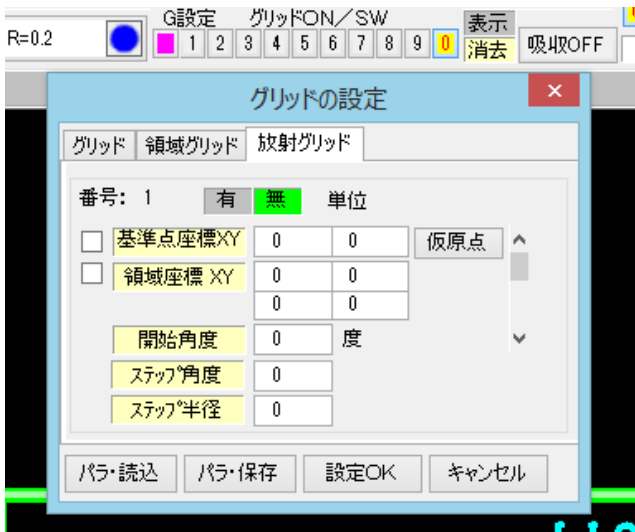 G設定 グリッドON／SW
R=0.2 1 2 3 4 5 6 7 8 9 0 表示 消去 吸収OFF
グリッドの設定
グリッド 領域グリッド 放射グリッド
番号: 1 有 無 単位
基準点座標XY 0 0 仮原点
領域座標 XY 0 0
0 0
開始角度 0 度
ｽﾃｯﾌﾟ角度 0
ｽﾃｯﾌﾟ半径 0
パラ･読込 パラ･保存 設定OK キャンセル